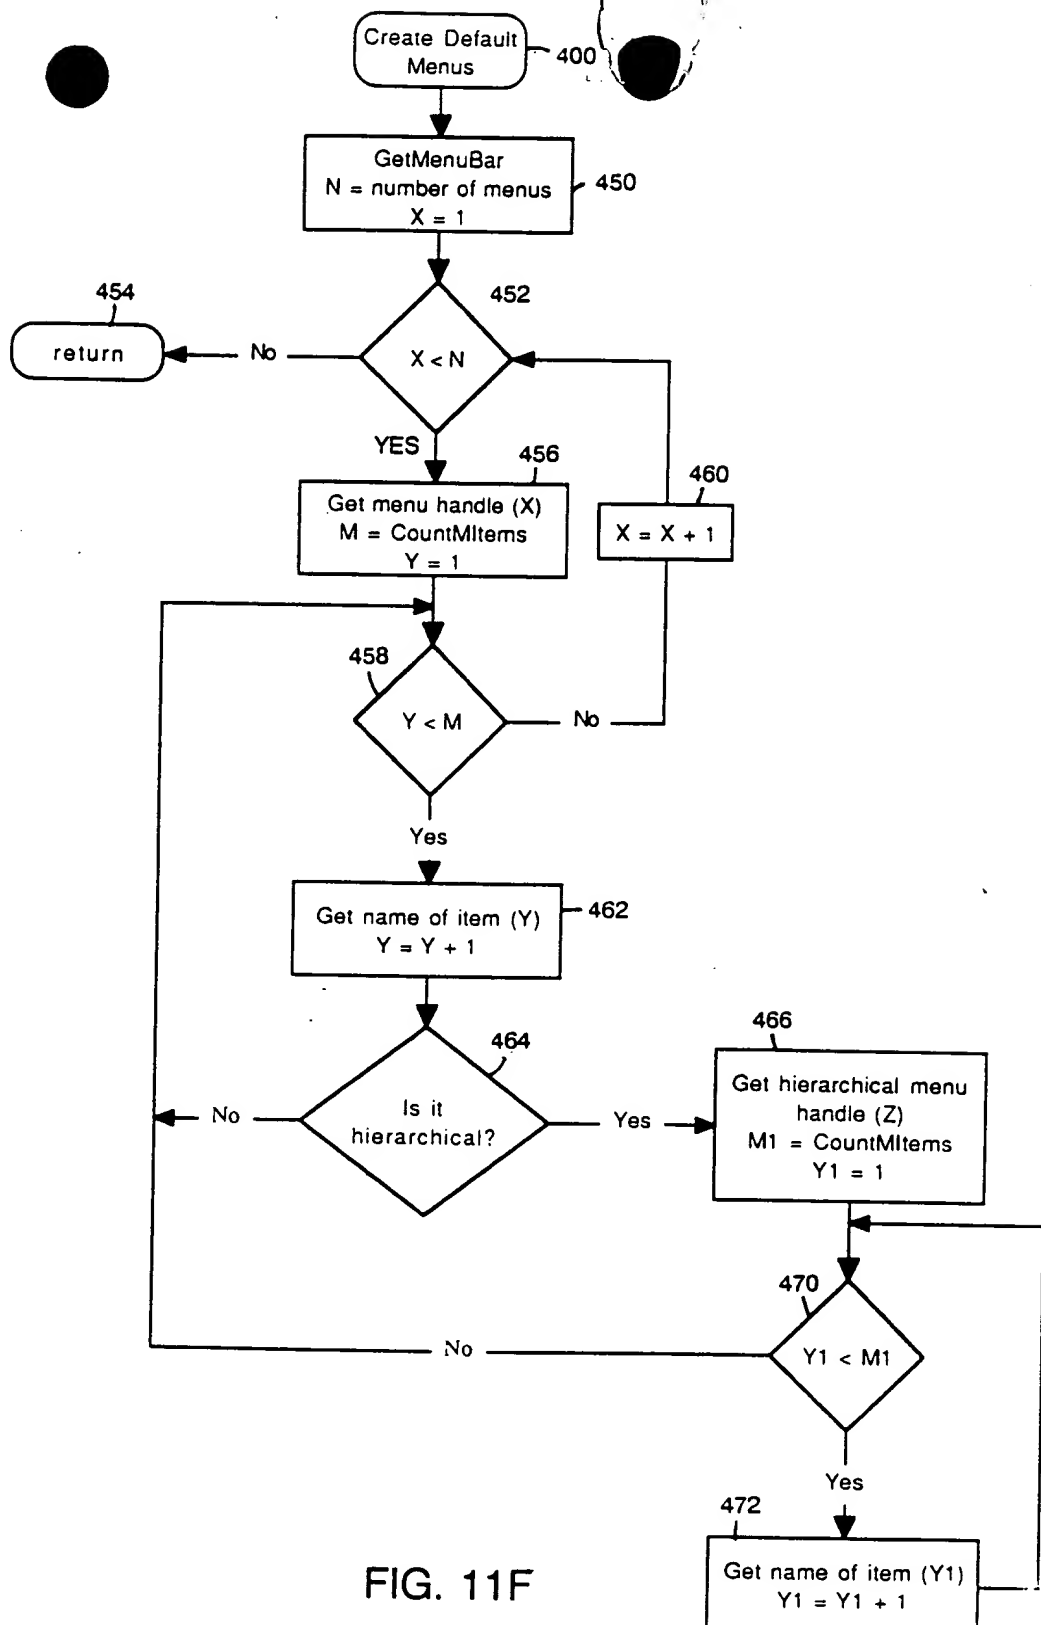 Create Default
Menus
400
GetMenuBar
N = number of menus
X = 1
450
452
454
return
No
X < N
YES
456
Get menu handle (X)
M = CountMItems
Y = 1
460
X = X + 1
458
Y < M
No
Yes
Get name of item (Y)
Y = Y + 1
462
464
Is it
hierarchical?
No
Yes
466
Get hierarchical menu
handle (Z)
M1 = CountMItems
Y1 = 1
470
Y1 < M1
No
Yes
472
Get name of item (Y1)
Y1 = Y1 + 1
FIG. 11F